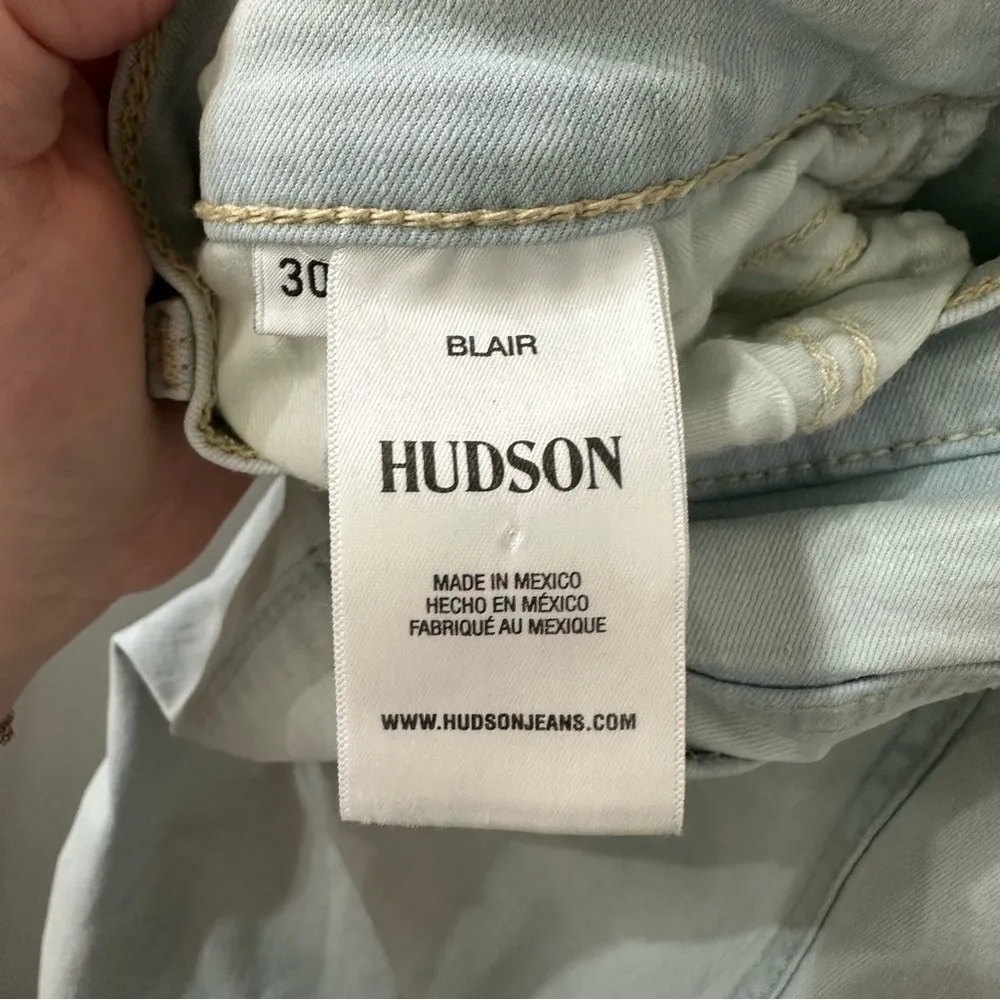 30
BLAIR
HUDSON
MADE IN MEXICO
HECHO EN MÉXICO
FABRIQUÉ AU MEXIQUE
WWW.HUDSONJEANS.COM